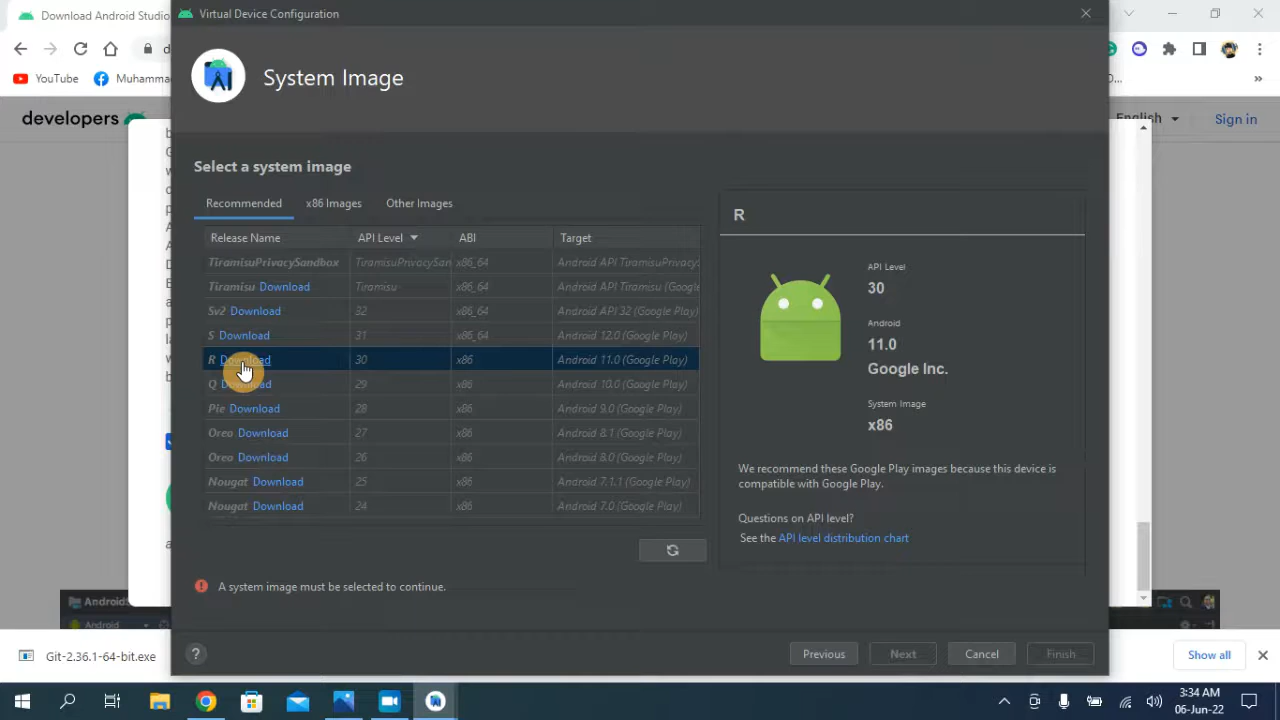 Download Android Studio
Virtual Device Configuration
YouTube
Muhammad
developers
English
Sign in
System Image
Select a system image
Recommended
x86 Images
Other Images
Release Name API Level ABI Target
TiramisuPrivacySandbox TiramisuPrivacySan x86_64 Android API TiramisuPrivacyS
Tiramisu Download Tiramisu x86_64 Android API Tiramisu (Google
Sv2 Download 32 x86_64 Android API 32 (Google Play)
S Download 31 x86_64 Android 12.0 (Google Play)
R Download 30 x86 Android 11.0 (Google Play)
Q Download 29 x86 Android 10.0 (Google Play)
Pie Download 28 x86 Android 9.0 (Google Play)
Oreo Download 27 x86 Android 8.1 (Google Play)
Oreo Download 26 x86 Android 8.0 (Google Play)
Nougat Download 25 x86 Android 7.1.1 (Google Play)
Nougat Download 24 x86 Android 7.0 (Google Play)
R
API Level
30
Android
11.0
Google Inc.
System Image
x86
We recommend these Google Play images because this device is
compatible with Google Play.
Questions on API level?
See the API level distribution chart
A system image must be selected to continue.
?
Previous
Next
Cancel
Finish
Android
Git-2.36.1-64-bit.exe
Show all
3:34 AM
06-Jun-22